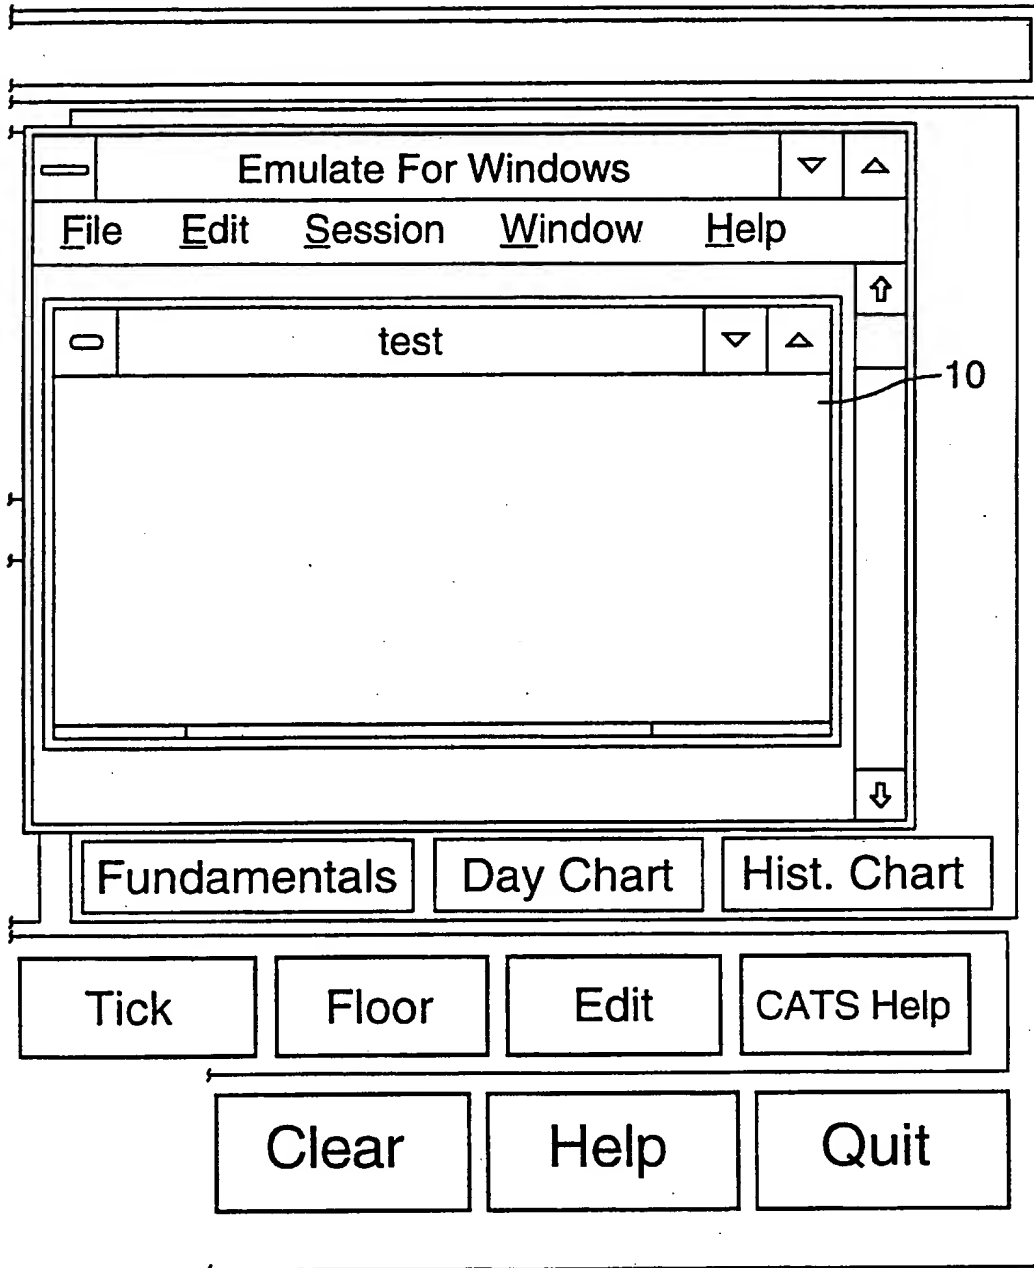 Emulate For Windows
File Edit Session Window Help
test
10
Fundamentals Day Chart Hist. Chart
Tick Floor Edit CATS Help
Clear Help Quit